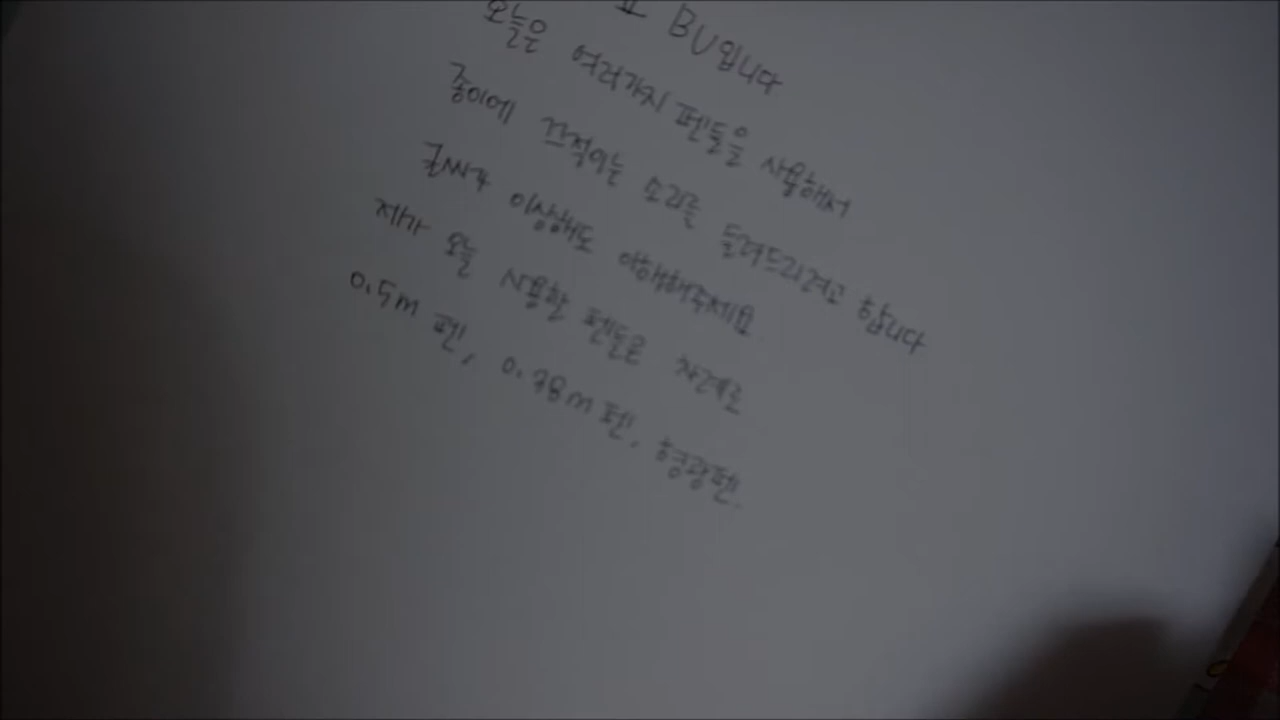 BU입니다
오늘은 여러가지 펜들을 사용해서
종이에 끄적이는 소리를 들려드리려고 합니다
글씨가 이상해도 이해해주세요
제가 오늘 사용할 펜들로 차례로
0.5m 펜, 0.38m 펜, 형광펜.